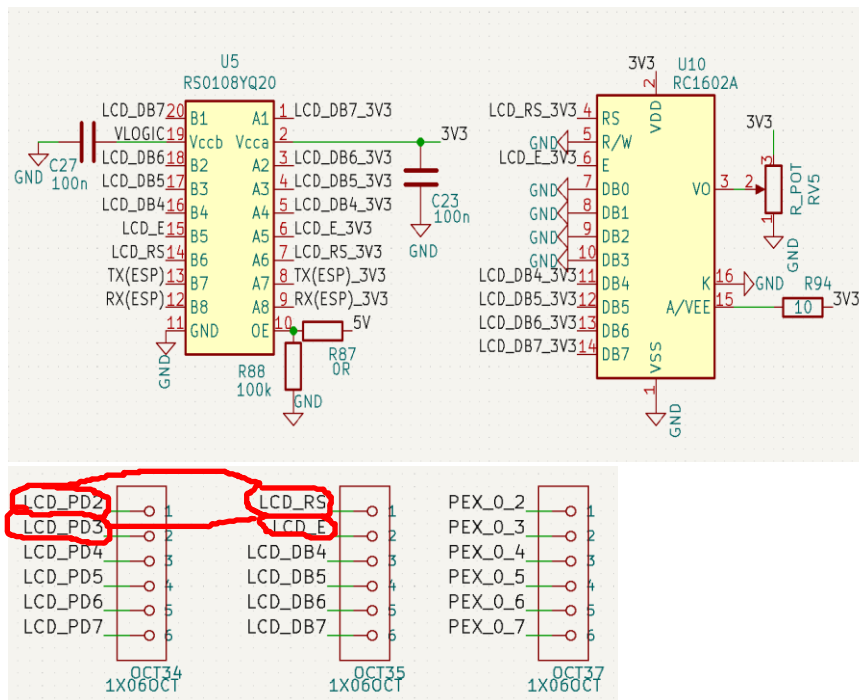 U5
RS0108YQ20
LCD_DB7 20 B1 A1 1 LCD_DB7_3V3
VLOGIC 19 Vccb Vcca 2 3V3
LCD_DB6 18 B2 A2 3 LCD_DB6_3V3
LCD_DB5 17 B3 A3 4 LCD_DB5_3V3
LCD_DB4 16 B4 A4 5 LCD_DB4_3V3
LCD_E 15 B5 A5 6 LCD_E_3V3
LCD_RS 14 B6 A6 7 LCD_RS_3V3
TX(ESP) 13 B7 A7 8 TX(ESP)_3V3
RX(ESP) 12 B8 A8 9 RX(ESP)_3V3
11 GND OE 10 5V
GND C27
100n
C23
100n
GND
R87
0R
R88
100k
GND
GND
3V3 U10
2 RC1602A
VDD
LCD_RS_3V3 4 RS
GND 5 R/W
LCD_E_3V3 6 E
GND 7 DB0
GND 8 DB1
GND 9 DB2
GND 10 DB3
LCD_DB4_3V3 11 DB4
LCD_DB5_3V3 12 DB5
LCD_DB6_3V3 13 DB6
LCD_DB7_3V3 14 DB7
VO 3 2
3V3
3
R_POT
RV5
1
GND
K 16 GND
A/VEE 15 R94
10 3V3
VSS
1
GND
LCD_PD2 1
LCD_PD3 2
LCD_PD4 3
LCD_PD5 4
LCD_PD6 5
LCD_PD7 6
OCT34
1X06OCT
LCD_RS 1
LCD_E 2
LCD_DB4 3
LCD_DB5 4
LCD_DB6 5
LCD_DB7 6
OCT35
1X06OCT
PEX_0_2 1
PEX_0_3 2
PEX_0_4 3
PEX_0_5 4
PEX_0_6 5
PEX_0_7 6
OCT37
1X06OCT